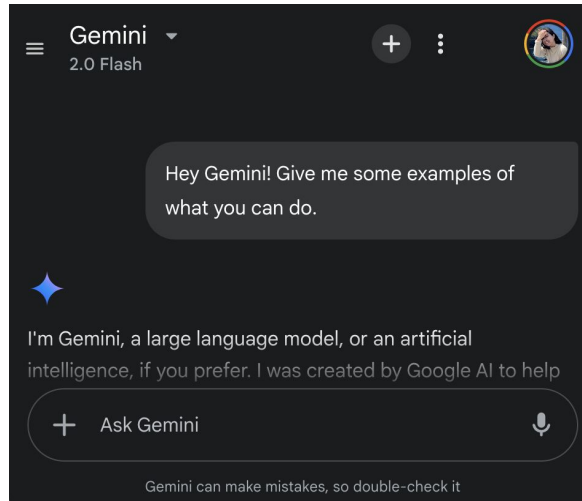 Gemini
2.0 Flash
Hey Gemini! Give me some examples of
what you can do.
I'm Gemini, a large language model, or an artificial
intelligence, if you prefer. I was created by Google AI to help
Ask Gemini
Gemini can make mistakes, so double-check it